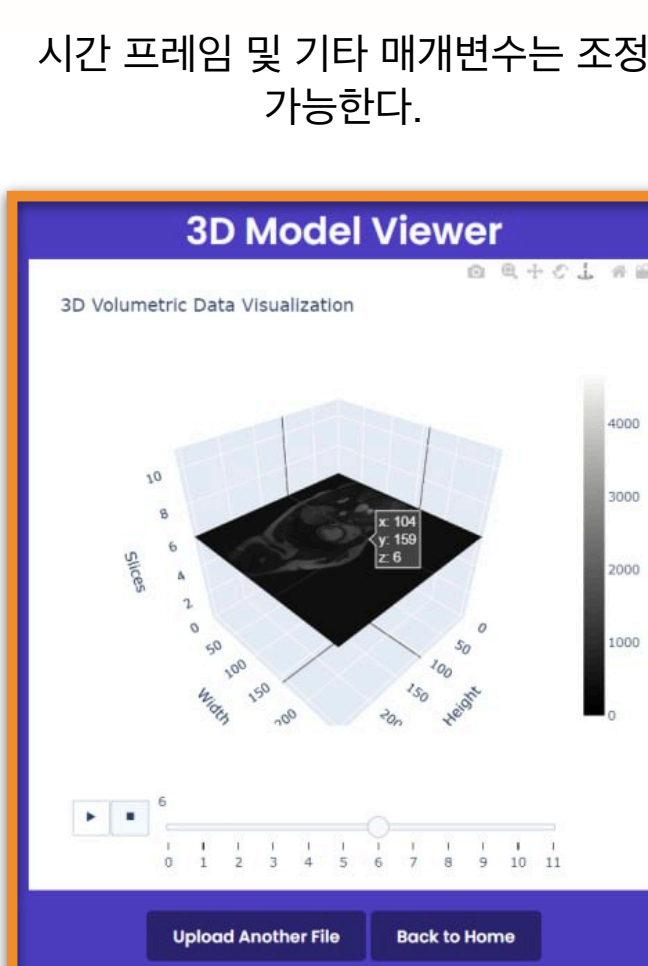 시간 프레임 및 기타 매개변수는 조정
가능한다.
3D Model Viewer
3D Volumetric Data Visualization
4000
3000
2000
1000
0
10
8
6
4
2
0
Slices
x: 104
y: 159
z: 6
0
50
100
150
200
Width
50
100
150
200
Height
6
0 1 2 3 4 5 6 7 8 9 10 11
Upload Another File
Back to Home